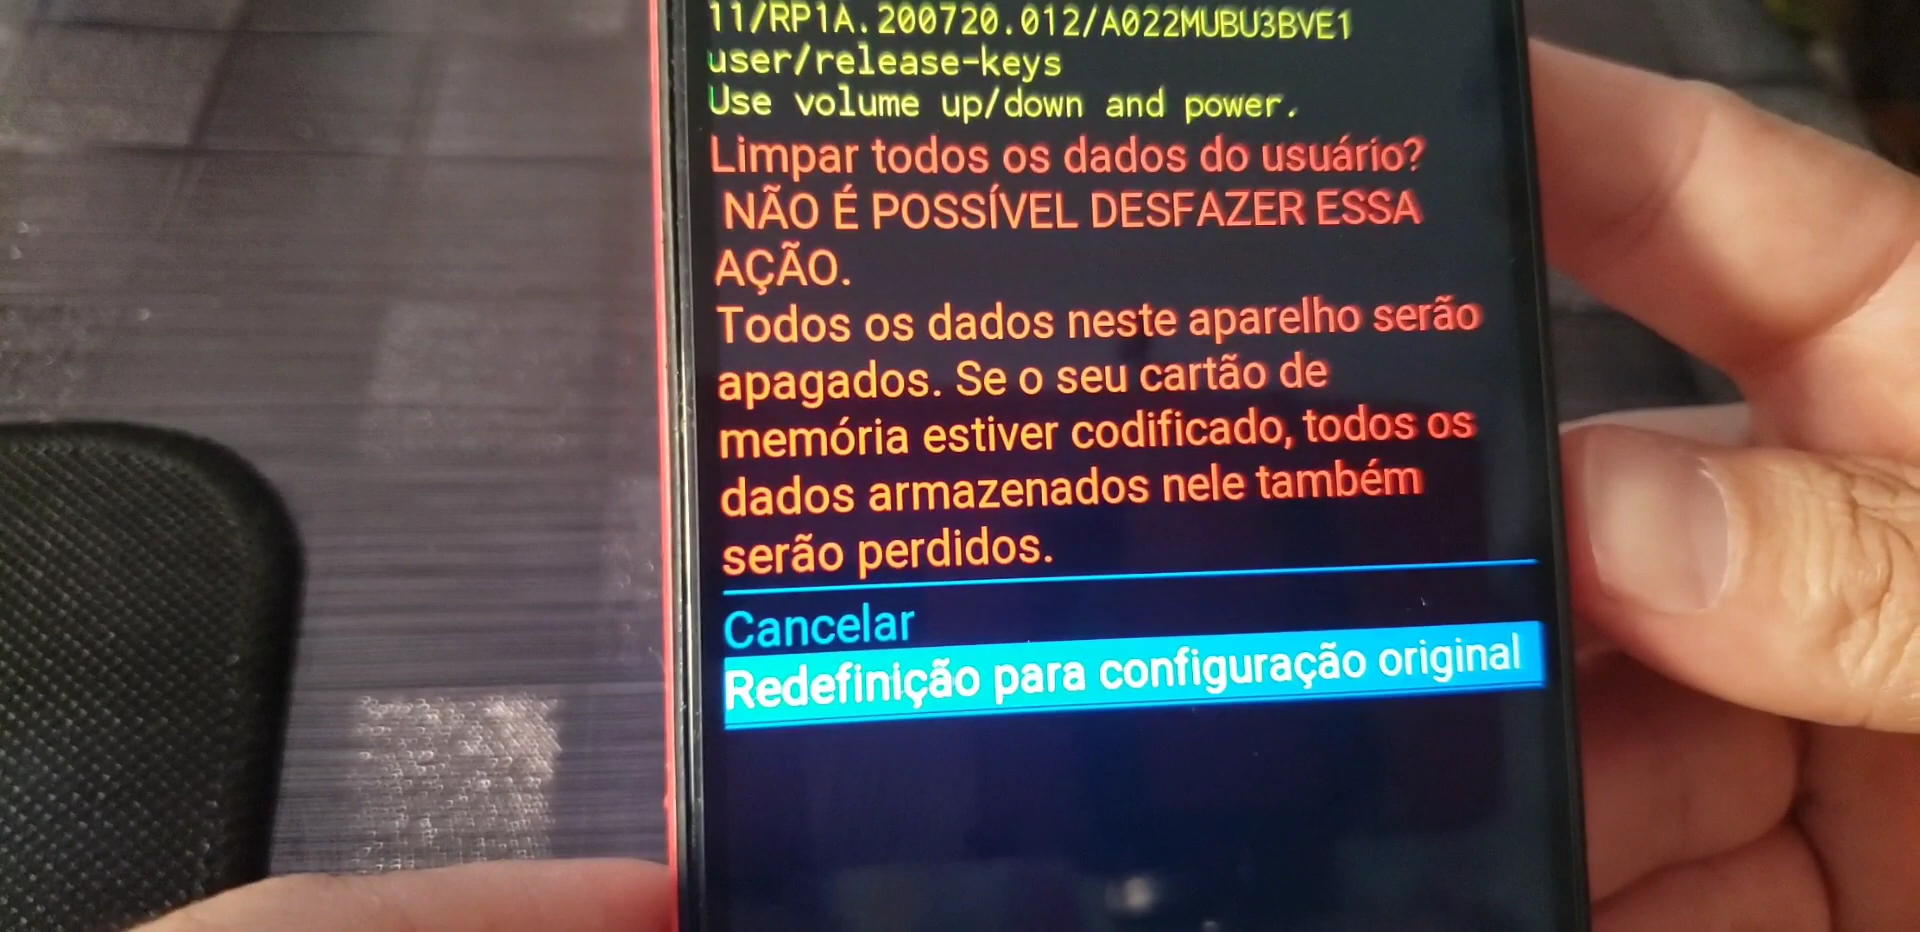 11/RP1A.200720.012/A022MUBU3BVE1
user/release-keys
Use volume up/down and power.
Limpar todos os dados do usuário?
NÃO É POSSÍVEL DESFAZER ESSA
AÇÃO.
Todos os dados neste aparelho serão
apagados. Se o seu cartão de
memória estiver codificado, todos os
dados armazenados nele também
serão perdidos.
Cancelar
Redefinição para configuração original